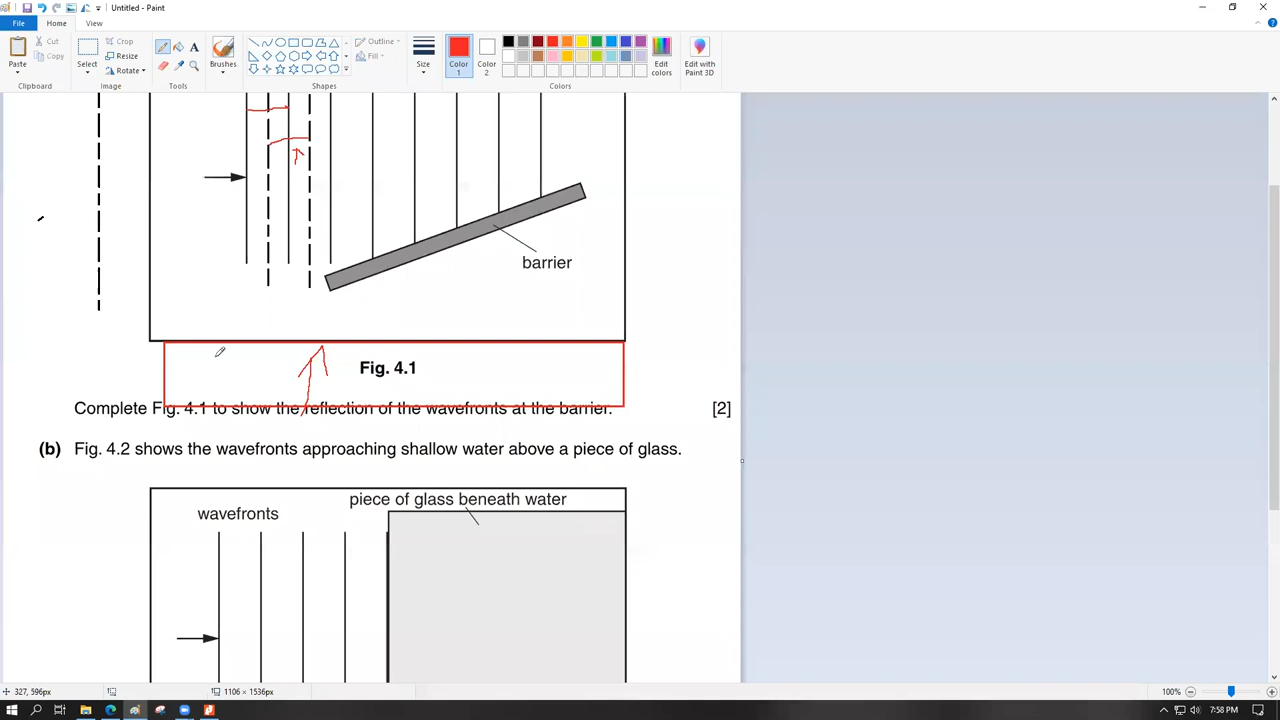 Untitled - Paint
File
Home
View
Paste
Cut
Copy
Clipboard
Select
Crop
Resize
Rotate
Image
A
Tools
Brushes
Outline
Fill
Shapes
Size
Color 1
Color 2
Edit colors
Edit with Paint 3D
Colors
barrier
Fig. 4.1
Complete Fig. 4.1 to show the reflection of the wavefronts at the barrier. [2]
(b) Fig. 4.2 shows the wavefronts approaching shallow water above a piece of glass.
piece of glass beneath water
wavefronts
327, 596px
1106 × 1536px
100%
7:58 PM